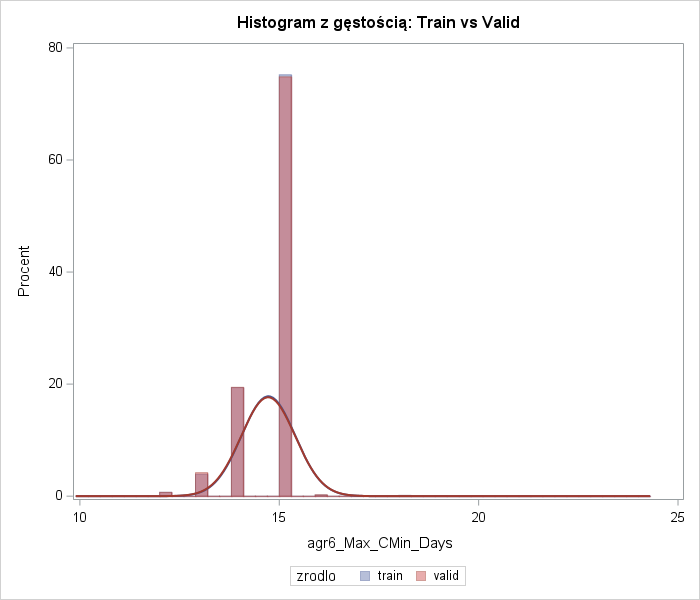 Histogram z gęstością: Train vs Valid
80
60
40
20
0
Procent
10 15 20 25
agr6_Max_CMin_Days
zrodlo train valid